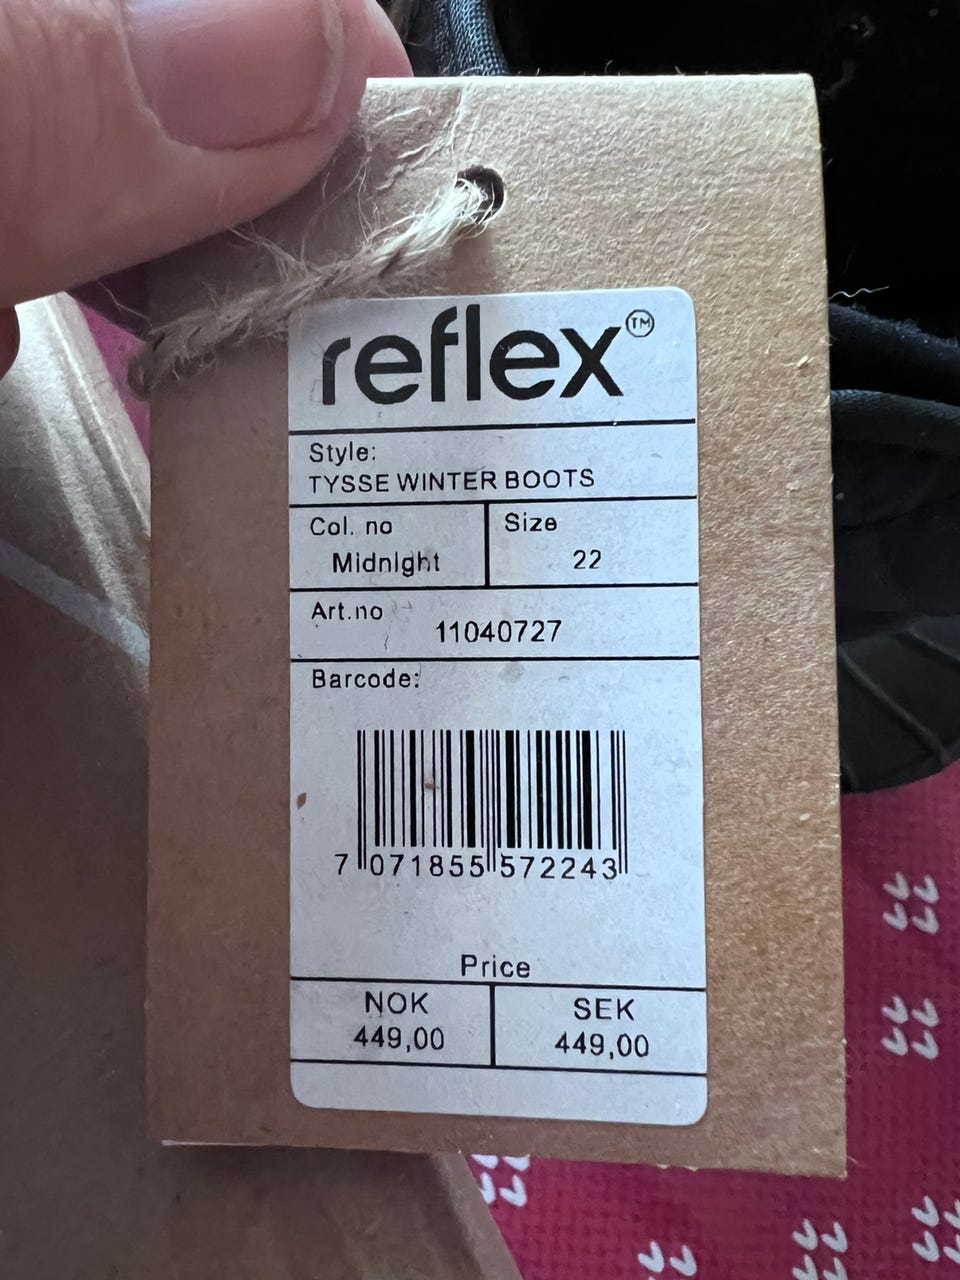 reflex™
Style:
TYSSE WINTER BOOTS
Col. no
Midnight
Size
22
Art.no
11040727
Barcode:
7 071855 572243
Price
NOK
449,00
SEK
449,00